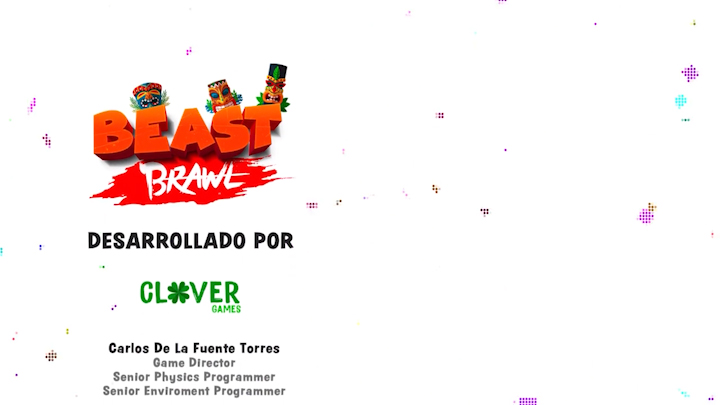 BEAST
BRAWL
DESARROLLADO POR
CLOVER
GAMES
Carlos De La Fuente Torres
Game Director
Senior Physics Programmer
Senior Enviroment Programmer